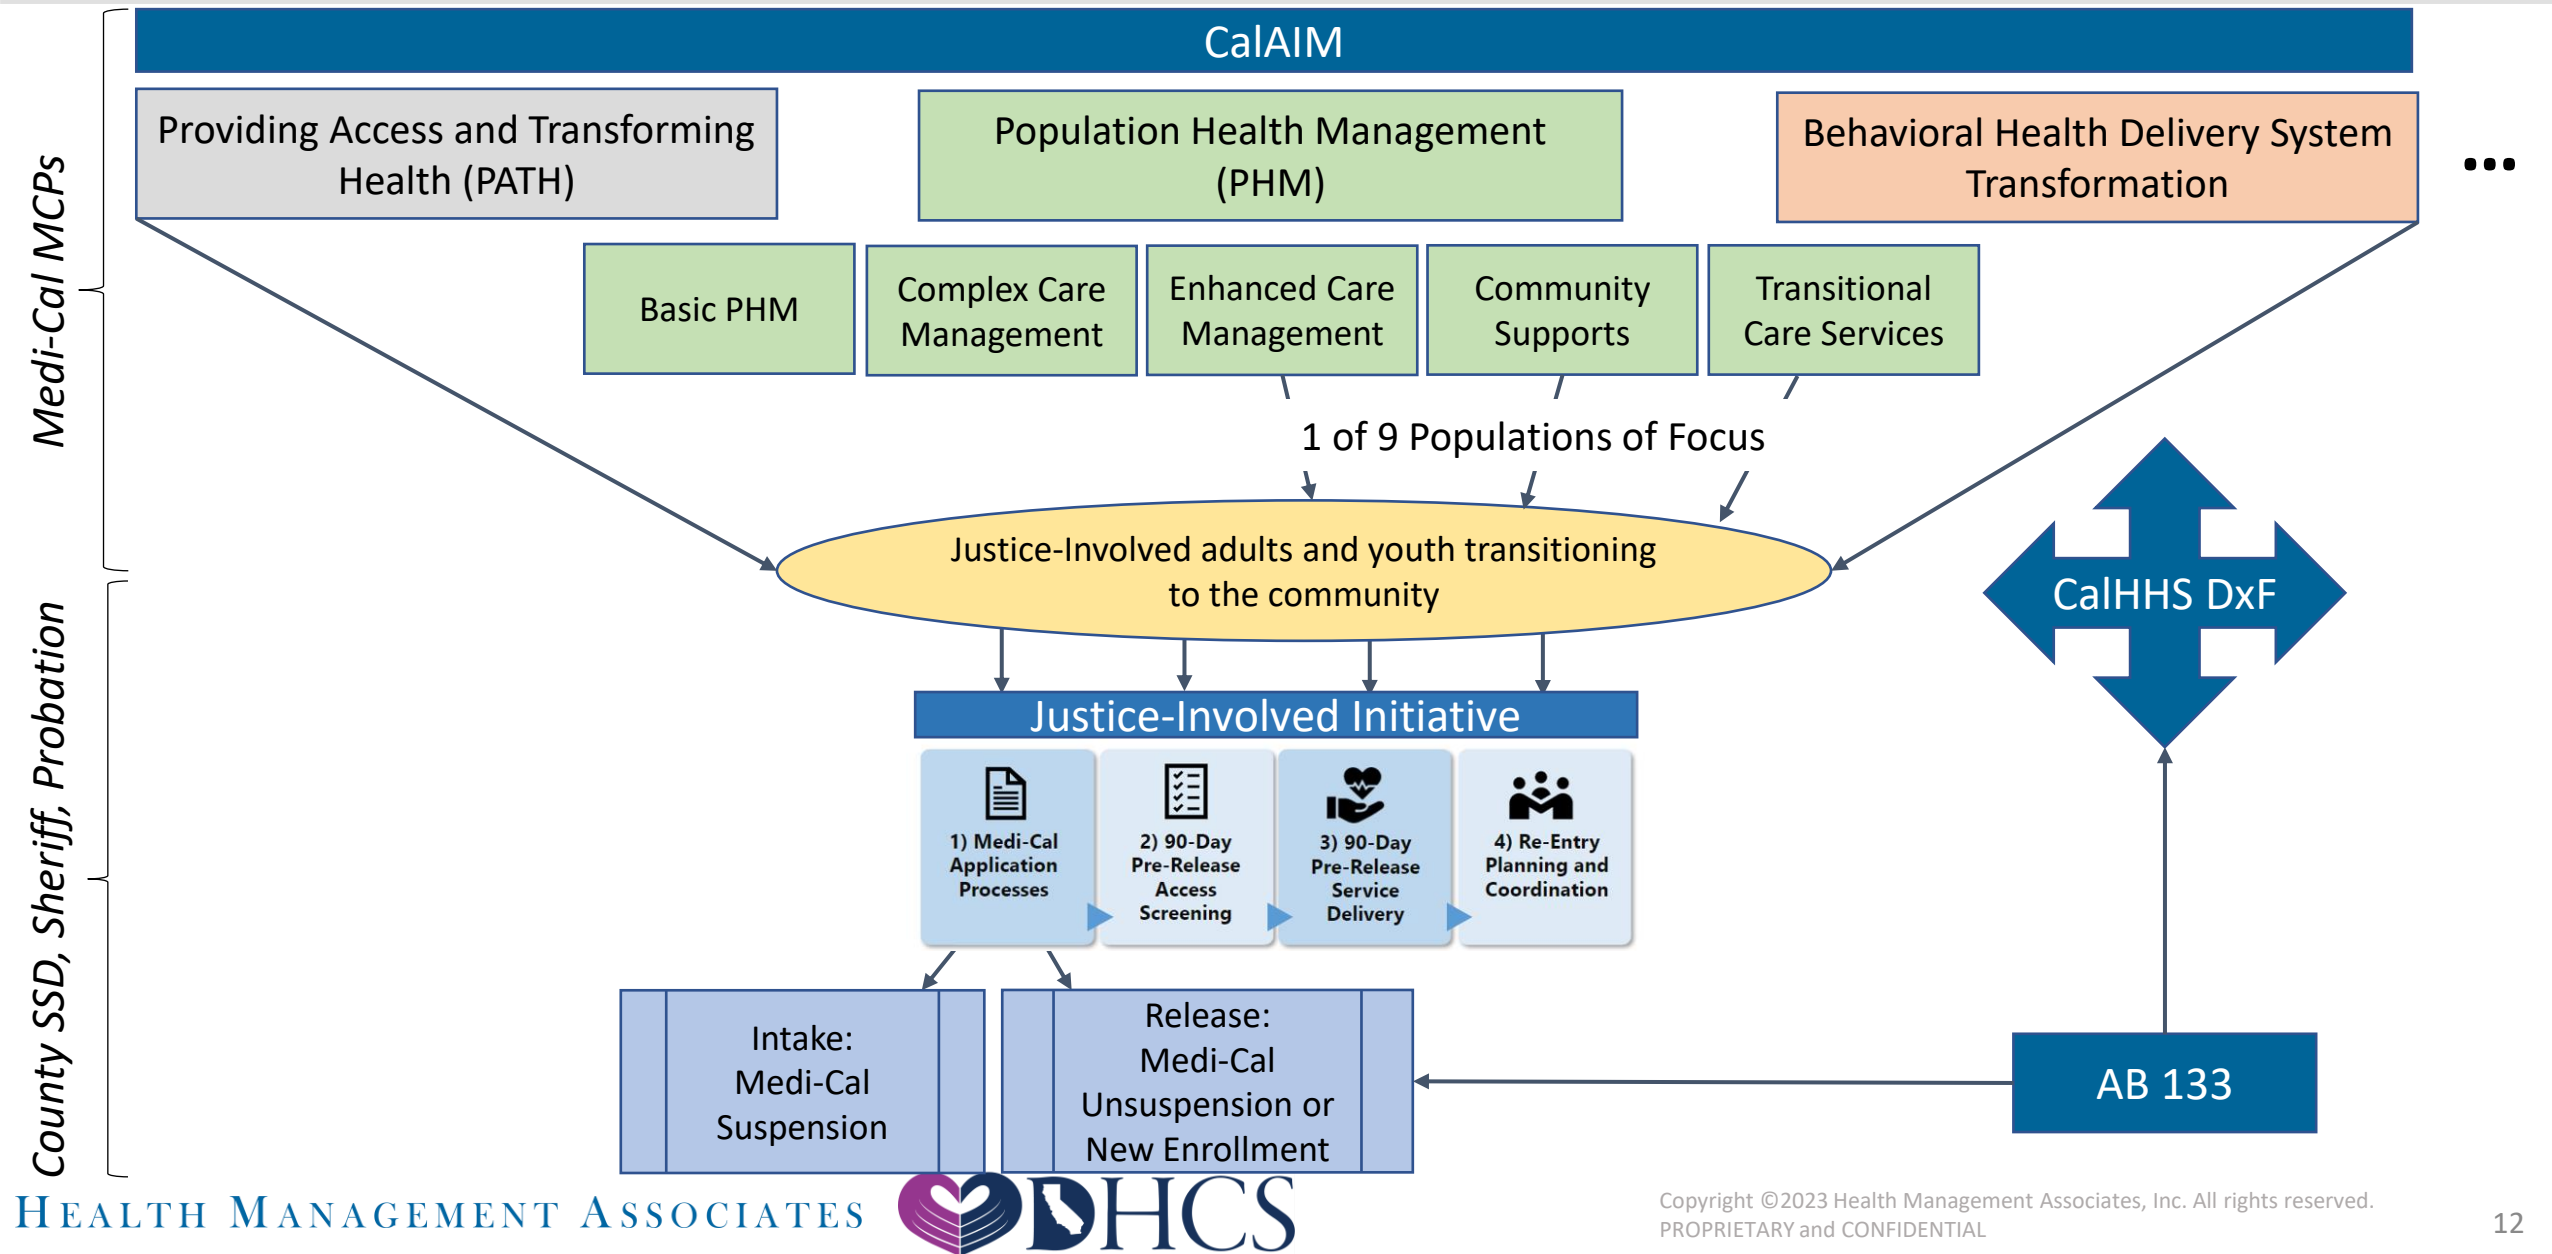 CalAIM
Medi-Cal MCPs
Providing Access and Transforming
Health (PATH)
Population Health Management
(PHM)
Behavioral Health Delivery System
Transformation
...
Basic PHM
Complex Care
Management
Enhanced Care
Management
Community
Supports
Transitional
Care Services
1 of 9 Populations of Focus
Justice-Involved adults and youth transitioning
to the community
CalHHS DxF
County SSD, Sheriff, Probation
Justice-Involved Initiative
1) Medi-Cal
Application
Processes
2) 90-Day
Pre-Release
Access
Screening
3) 90-Day
Pre-Release
Service
Delivery
4) Re-Entry
Planning and
Coordination
Intake:
Medi-Cal
Suspension
Release:
Medi-Cal
Unsuspension or
New Enrollment
AB 133
HEALTH MANAGEMENT ASSOCIATES
DHCS
Copyright ©2023 Health Management Associates, Inc. All rights reserved.
PROPRIETARY and CONFIDENTIAL
12